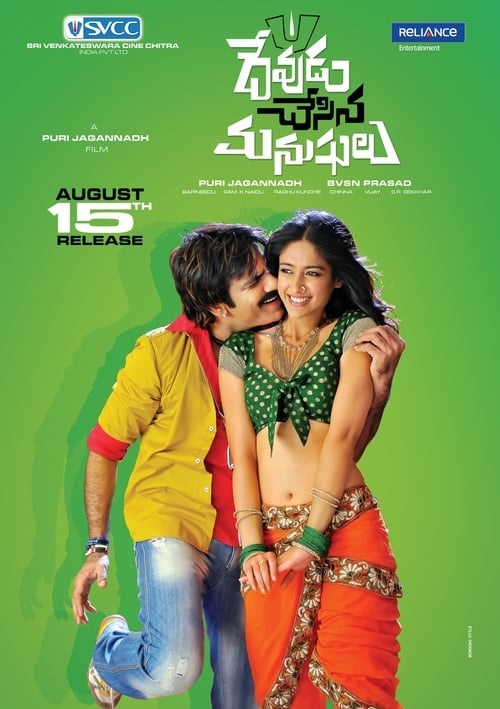 SVCC
SRI VENKATESWARA CINE CHITRA
INDIA PVT LTD
RELIANCE
Entertainment
దేవుడు
చేసిన
మనుషులు
A
PURI JAGANNADH
FILM
PURI JAGANNADH BVSN PRASAD
BAPINEEDU SAM K NAIDU RAGHU KUNCHE CHINNA VIJAY S R SEKKHAR
AUGUST
15TH
RELEASE
WORKING TITLE